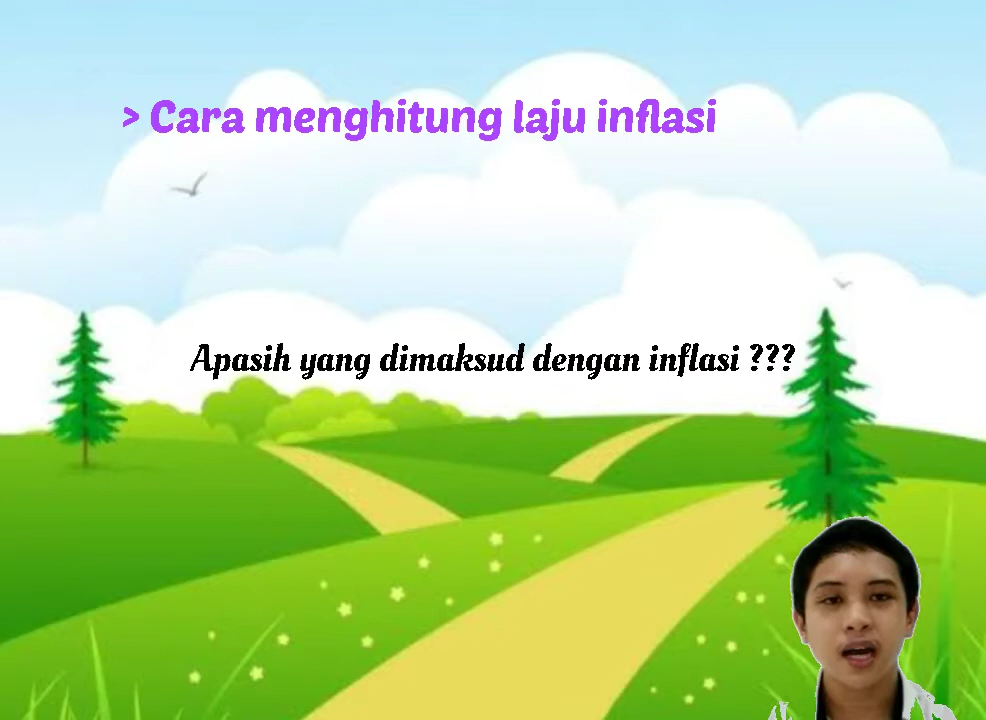 > Cara menghitung laju inflasi
Apasih yang dimaksud dengan inflasi ???